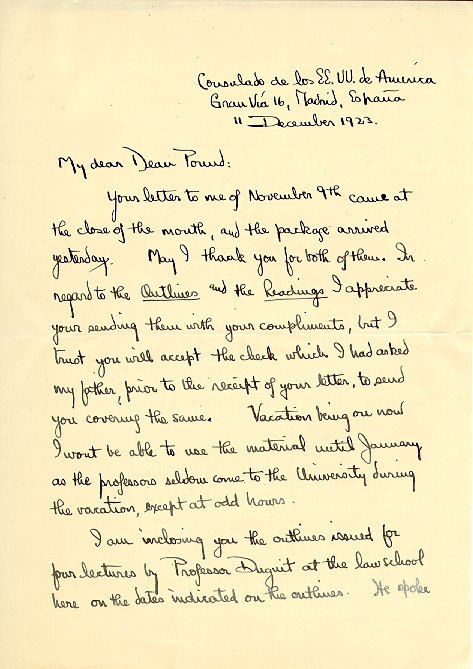 Consulado de los EE. UU. de América
Gran Vía 16, Madrid, España
11 December 1923.
My dear Dean Pound:
Your letter to me of November 9th came at
the close of the month, and the package arrived
yesterday. May I thank you for both of them. In
regard to the Outlines and the Readings I appreciate
your sending them with your compliments, but I
trust you will accept the check which I had asked
my father, prior to the receipt of your letter, to send
you covering the same. Vacation being on now
I wont be able to use the material until January
as the professors seldom come to the University during
the vacation, except at odd hours.
I am inclosing you the outlines issued for
four lectures by Professor Duguit at the law school
here on the dates indicated on the outlines. He spoke